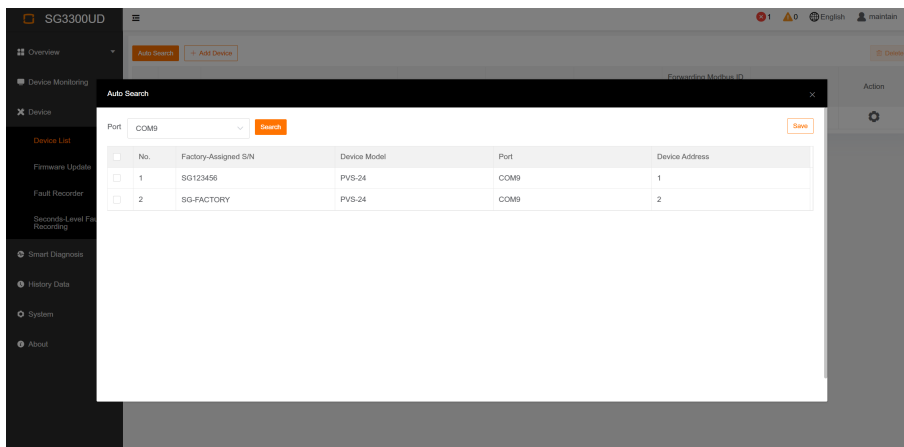 SG3300UD
1
0
English
maintain
Overview
Auto Search
+ Add Device
Delete
Device Monitoring
Forwarding Modbus ID
Action
Auto Search
Device
Port
COM9
Search
Save
Device List
No.
Factory-Assigned S/N
Device Model
Port
Device Address
Firmware Update
1
SG123456
PVS-24
COM9
1
Fault Recorder
2
SG-FACTORY
PVS-24
COM9
2
Seconds-Level Fau
Recording
Smart Diagnosis
History Data
System
About